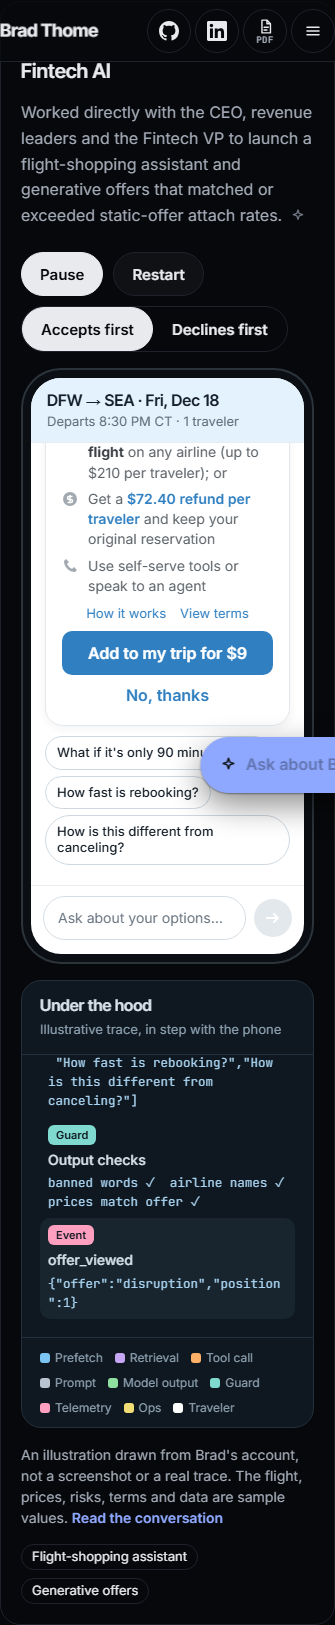 Brad Thome
PDF
Fintech AI
Worked directly with the CEO, revenue
leaders and the Fintech VP to launch a
flight-shopping assistant and
generative offers that matched or
exceeded static-offer attach rates.
Pause
Restart
Accepts first
Declines first
DFW → SEA · Fri, Dec 18
Departs 8:30 PM CT · 1 traveler
flight on any airline (up to
$210 per traveler); or
Get a $72.40 refund per
traveler and keep your
original reservation
Use self-serve tools or
speak to an agent
How it works View terms
Add to my trip for $9
No, thanks
What if it's only 90
Ask about
How fast is rebooking?
How is this different from
canceling?
Ask about your options...
Under the hood
Illustrative trace, in step with the phone
"How fast is rebooking?","How
is this different from
canceling?"]
Guard
Output checks
banned words ✓ airline names ✓
prices match offer ✓
Event
offer_viewed
{"offer":"disruption","position
":1}
Prefetch Retrieval Tool call
Prompt Model output Guard
Telemetry Ops Traveler
An illustration drawn from Brad's account,
not a screenshot or a real trace. The flight,
prices, risks, terms and data are sample
values. Read the conversation
Flight-shopping assistant
Generative offers